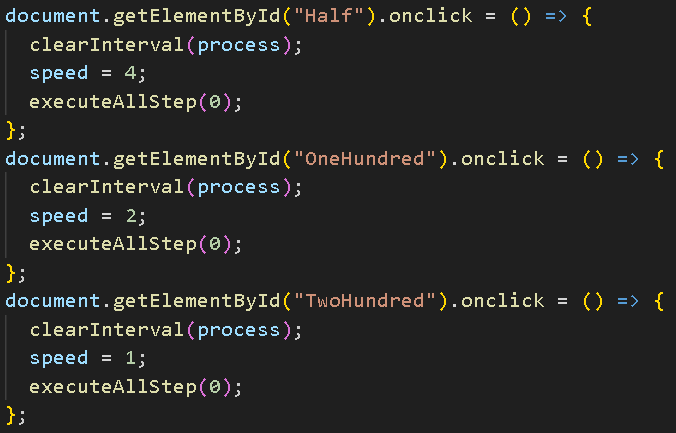 document.getElementById("Half").onclick = () => {
  clearInterval(process);
  speed = 4;
  executeAllStep(0);
};
document.getElementById("OneHundred").onclick = () => {
  clearInterval(process);
  speed = 2;
  executeAllStep(0);
};
document.getElementById("TwoHundred").onclick = () => {
  clearInterval(process);
  speed = 1;
  executeAllStep(0);
};